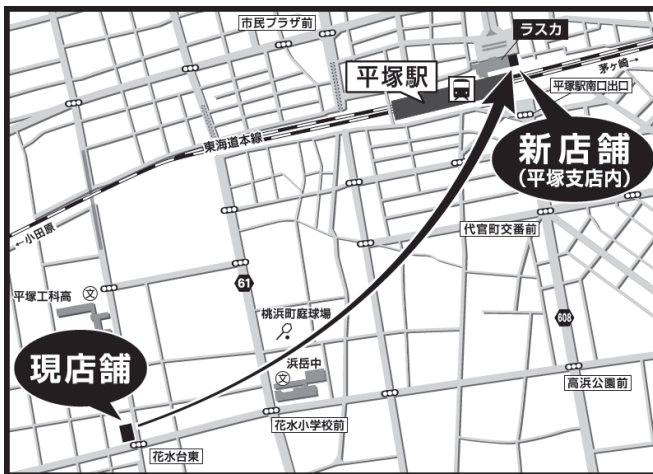 市民プラザ前
ラスカ
茅ヶ崎→
平塚駅
平塚駅南口出口
東海道本線
新店舗
(平塚支店内)
←小田原
代官町交番前
平塚工科高
文
61
桃浜町庭球場
608
現店舗
浜岳中
文
高浜公園前
花水小学校前
花水台東